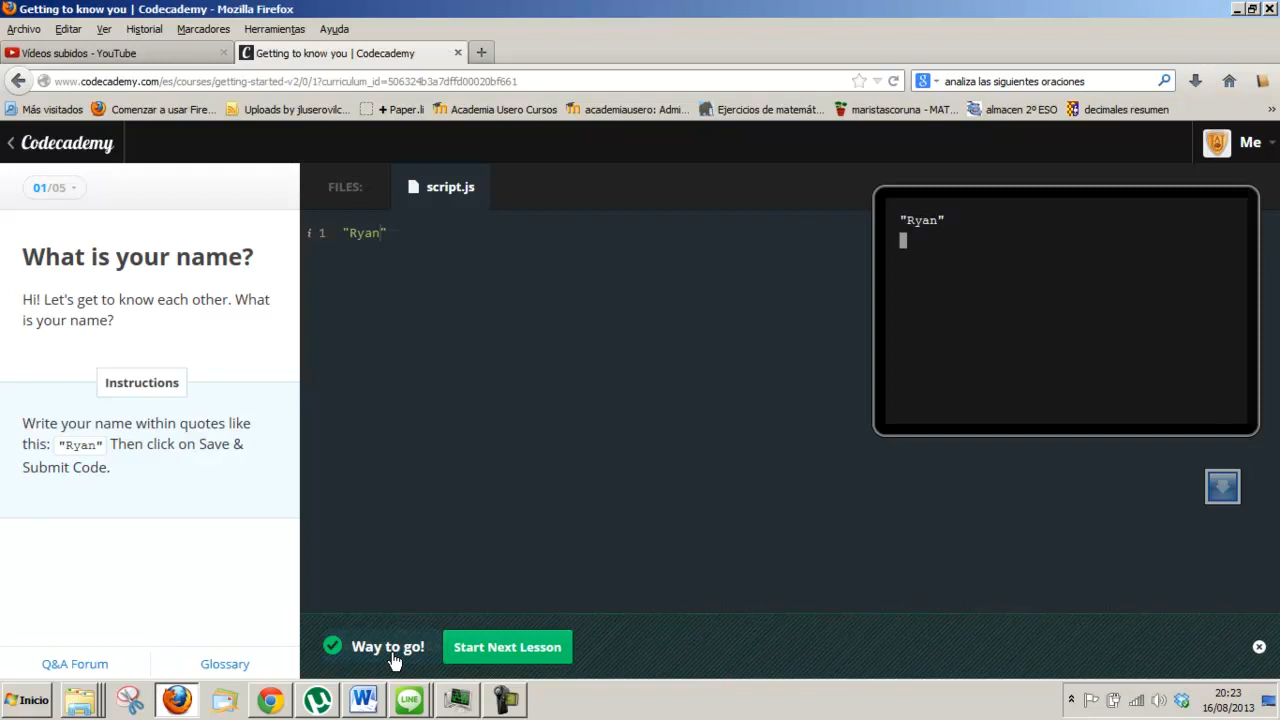 Getting to know you | Codecademy - Mozilla Firefox
Archivo Editar Ver Historial Marcadores Herramientas Ayuda
Vídeos subidos - YouTube × Getting to know you | Codecademy × +
www.codecademy.com/es/courses/getting-started-v2/0/1?curriculum_id=506324b3a7dffd00020bf661 analiza las siguientes oraciones
Más visitados Comenzar a usar Fire... Uploads by jluserovilc... + Paper.li Academia Usero Cursos academiausero: Admi... Ejercicios de matemát... maristascoruna - MAT... almacen 2º ESO decimales resumen »
Codecademy Me
01/05 FILES: script.js
i 1 "Ryan"
"Ryan"
What is your name?
Hi! Let's get to know each other. What
is your name?
Instructions
Write your name within quotes like
this: "Ryan" Then click on Save &
Submit Code.
Way to go! Start Next Lesson
Q&A Forum Glossary
Inicio LINE 20:23
16/08/2013